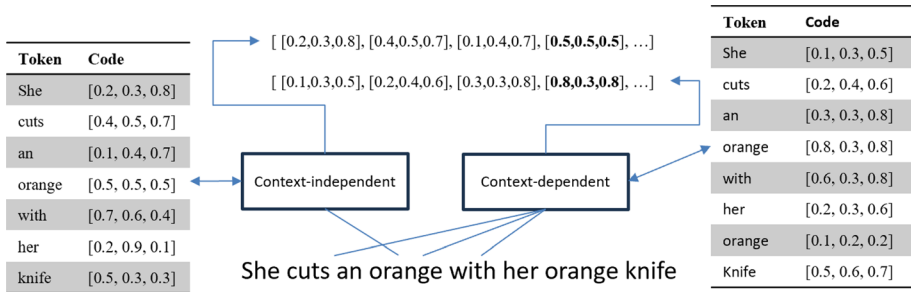 Token Code
She [0.2, 0.3, 0.8]
cuts [0.4, 0.5, 0.7]
an [0.1, 0.4, 0.7]
orange [0.5, 0.5, 0.5]
with [0.7, 0.6, 0.4]
her [0.2, 0.9, 0.1]
knife [0.5, 0.3, 0.3]
[ [0.2,0.3,0.8], [0.4,0.5,0.7], [0.1,0.4,0.7], [0.5,0.5,0.5], …]
[ [0.1,0.3,0.5], [0.2,0.4,0.6], [0.3,0.3,0.8], [0.8,0.3,0.8], …]
Context-independent
Context-dependent
She cuts an orange with her orange knife
Token Code
She [0.1, 0.3, 0.5]
cuts [0.2, 0.4, 0.6]
an [0.3, 0.3, 0.8]
orange [0.8, 0.3, 0.8]
with [0.6, 0.3, 0.8]
her [0.2, 0.3, 0.6]
orange [0.1, 0.2, 0.2]
Knife [0.5, 0.6, 0.7]